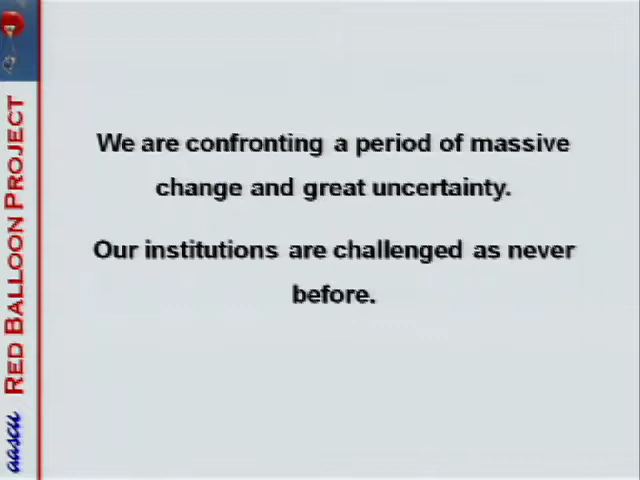 We are confronting a period of massive
change and great uncertainty.
Our institutions are challenged as never
before.
RED BALLOON PROJECT
aascu